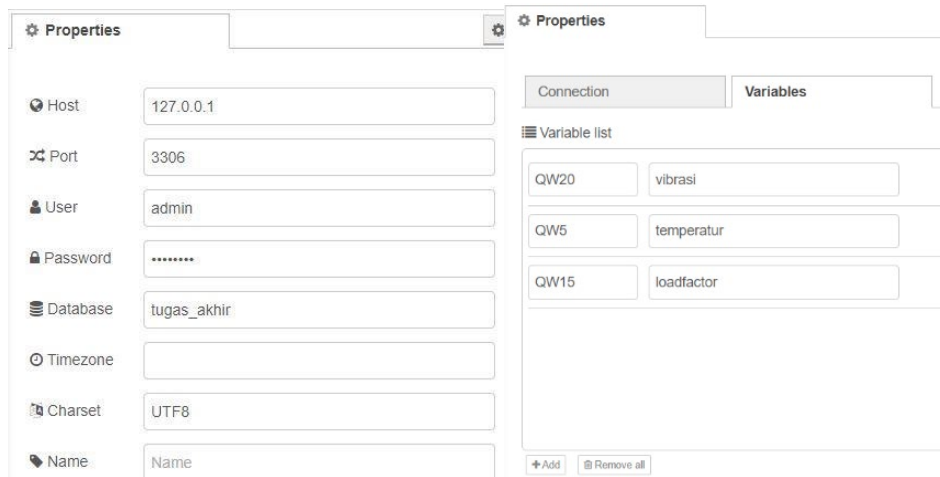 Properties
Host
127.0.0.1
Port
3306
User
admin
Password
••••••••
Database
tugas_akhir
Timezone
Charset
UTF8
Name
Name
Properties
Connection
Variables
Variable list
QW20
vibrasi
QW5
temperatur
QW15
loadfactor
+Add
Remove all